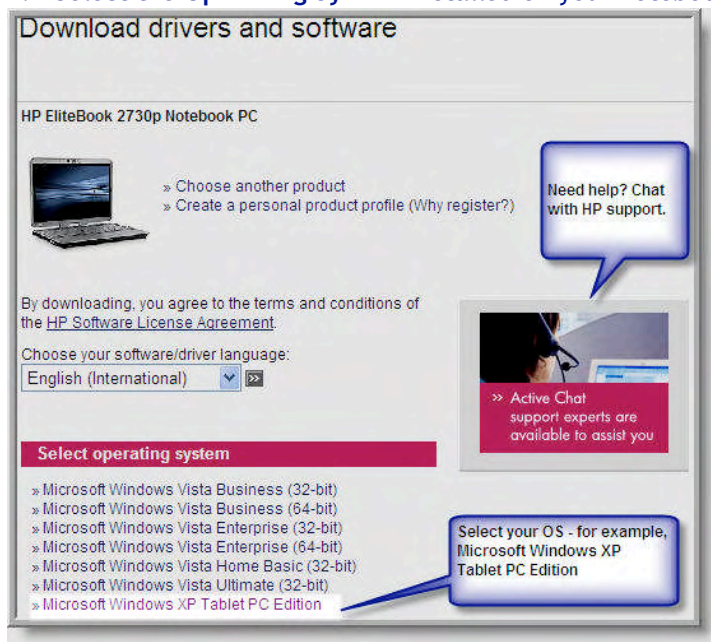 Download drivers and software
HP EliteBook 2730p Notebook PC
» Choose another product
» Create a personal product profile (Why register?)
Need help? Chat
with HP support.
By downloading, you agree to the terms and conditions of
the HP Software License Agreement.
Choose your software/driver language:
English (International) »
» Active Chat
support experts are
available to assist you
Select operating system
» Microsoft Windows Vista Business (32-bit)
» Microsoft Windows Vista Business (64-bit)
» Microsoft Windows Vista Enterprise (32-bit)
» Microsoft Windows Vista Enterprise (64-bit)
» Microsoft Windows Vista Home Basic (32-bit)
» Microsoft Windows Vista Ultimate (32-bit)
» Microsoft Windows XP Tablet PC Edition
Select your OS - for example,
Microsoft Windows XP
Tablet PC Edition